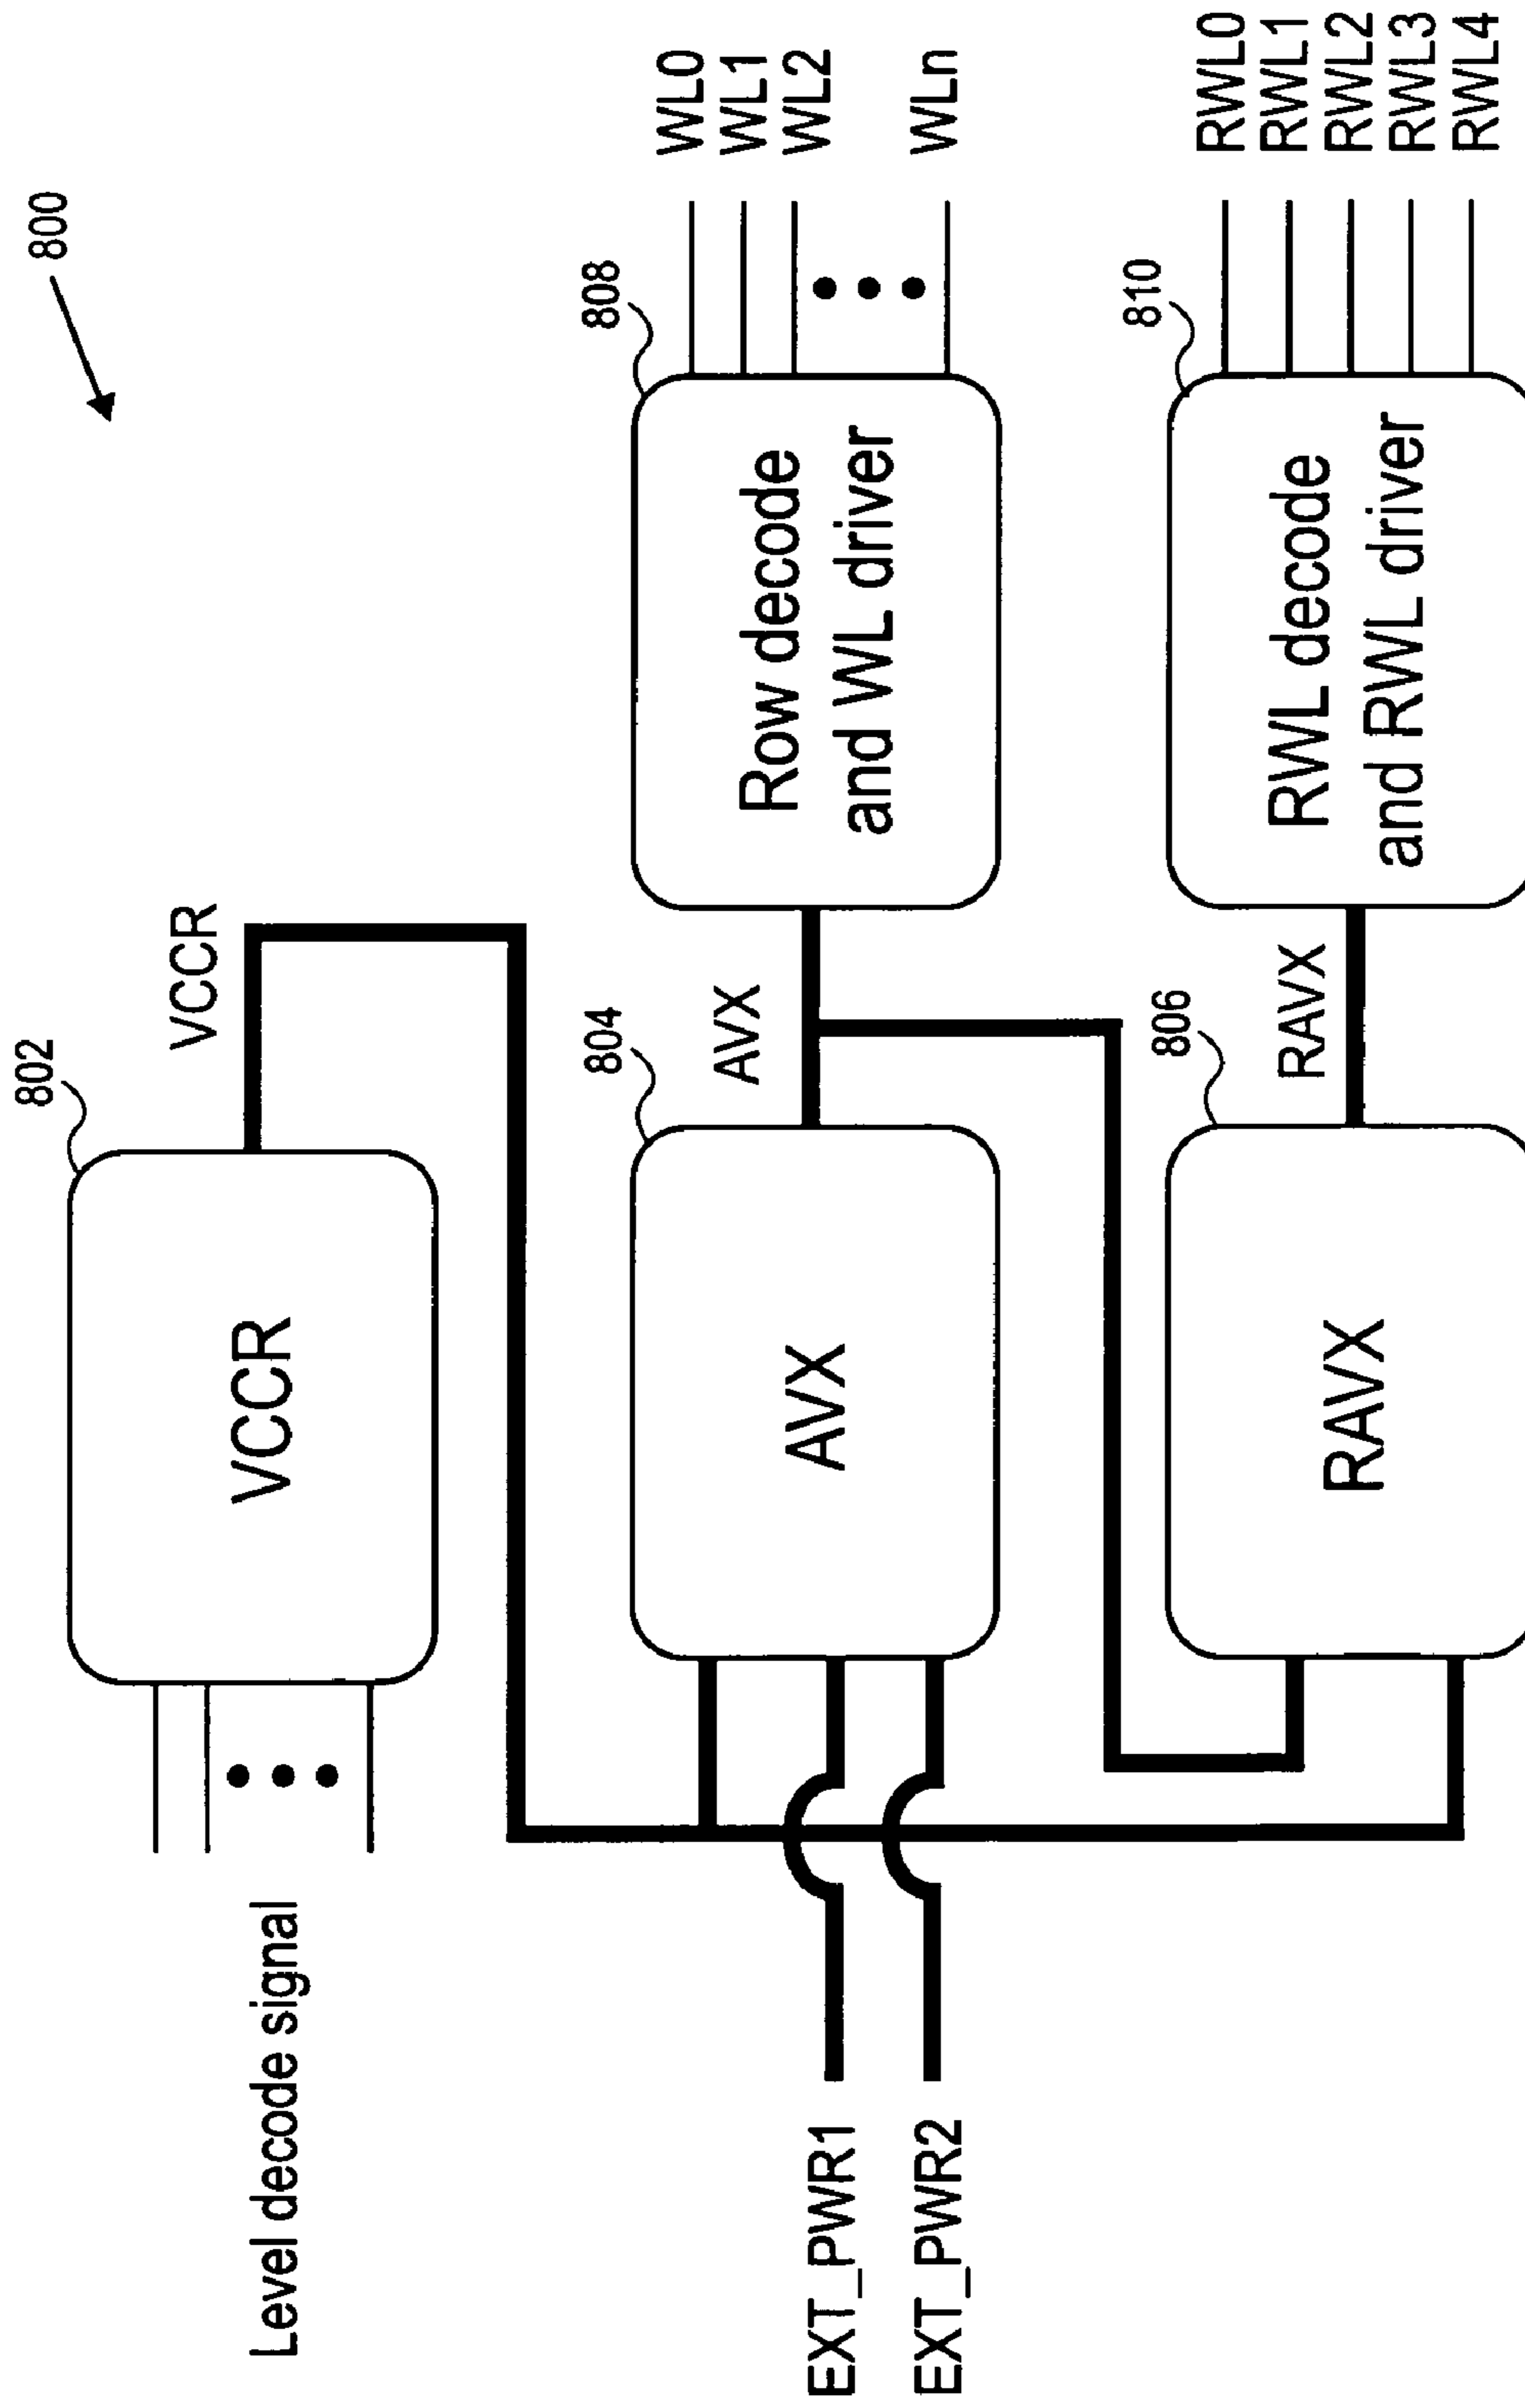 800
802
VCCR
VCCR
Level decode signal
804
AVX
AVX
808
Row decode
and WL driver
WL0
WL1
WL2
WLn
EXT_PWR1
EXT_PWR2
806
RAVX
RAVX
810
RWL decode
and RWL driver
RWL0
RWL1
RWL2
RWL3
RWL4